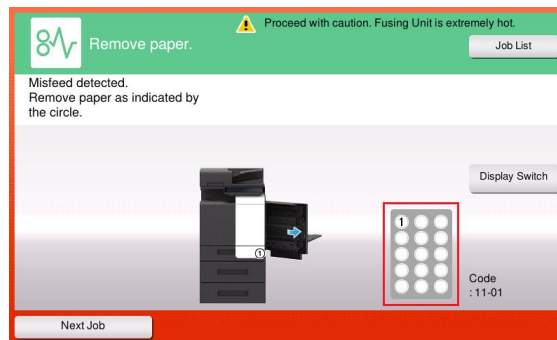 Proceed with caution. Fusing Unit is extremely hot.
Remove paper.
Job List
Misfeed detected.
Remove paper as indicated by
the circle.
Display Switch
1
1
Code
: 11-01
Next Job